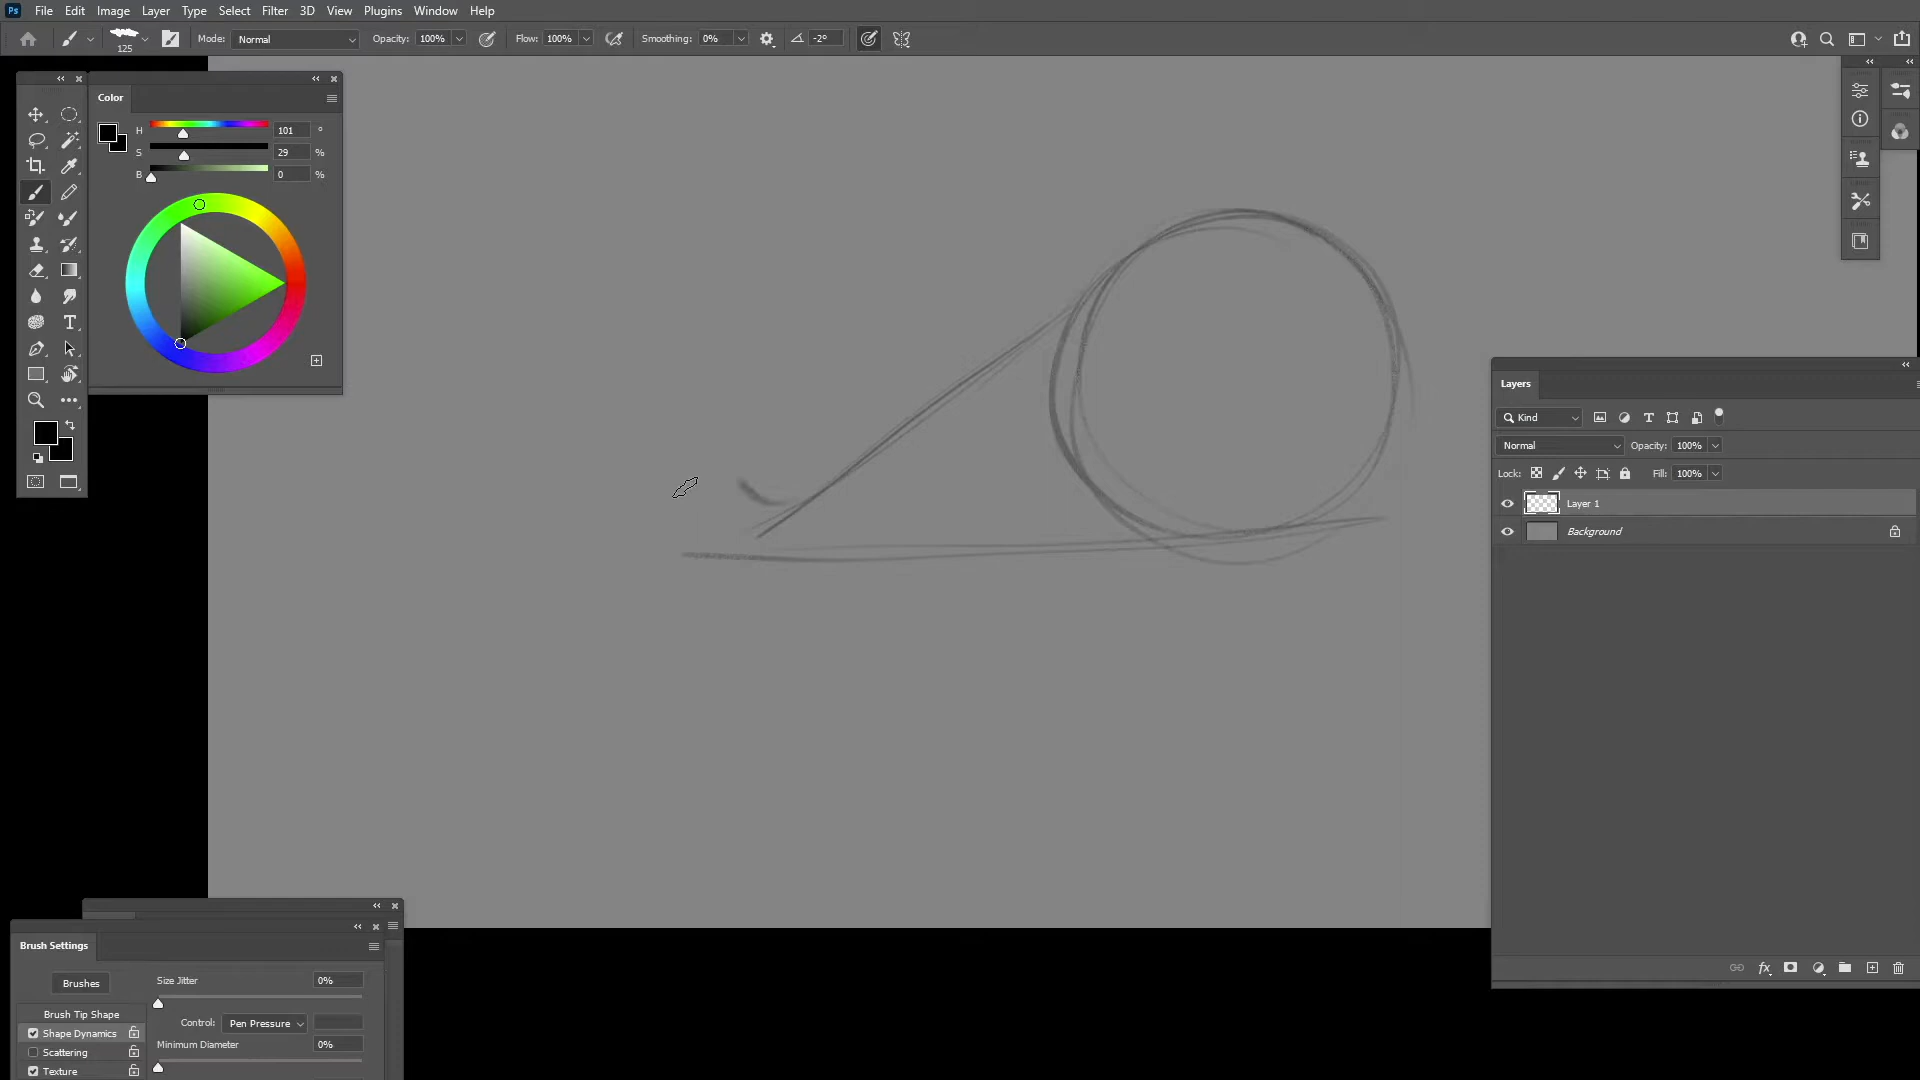 Ps File Edit Image Layer Type Select Filter 3D View Plugins Window Help
125 Mode: Normal Opacity: 100% Flow: 100% Smoothing: 0% -2°
Color
H 101 °
S 29 %
B 0 %
Layers
Kind
Normal Opacity: 100%
Lock: Fill: 100%
Layer 1
Background
fx
Brush Settings
Brushes Size Jitter 0%
Brush Tip Shape Control: Pen Pressure
Shape Dynamics
Minimum Diameter 0%
Scattering
Texture